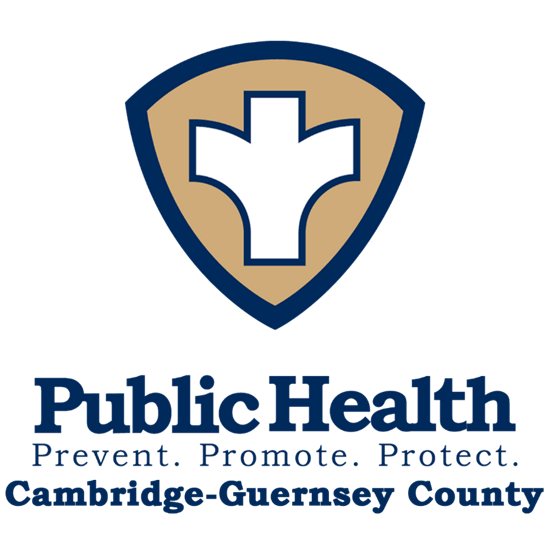 Public Health
Prevent. Promote. Protect.
Cambridge-Guernsey County